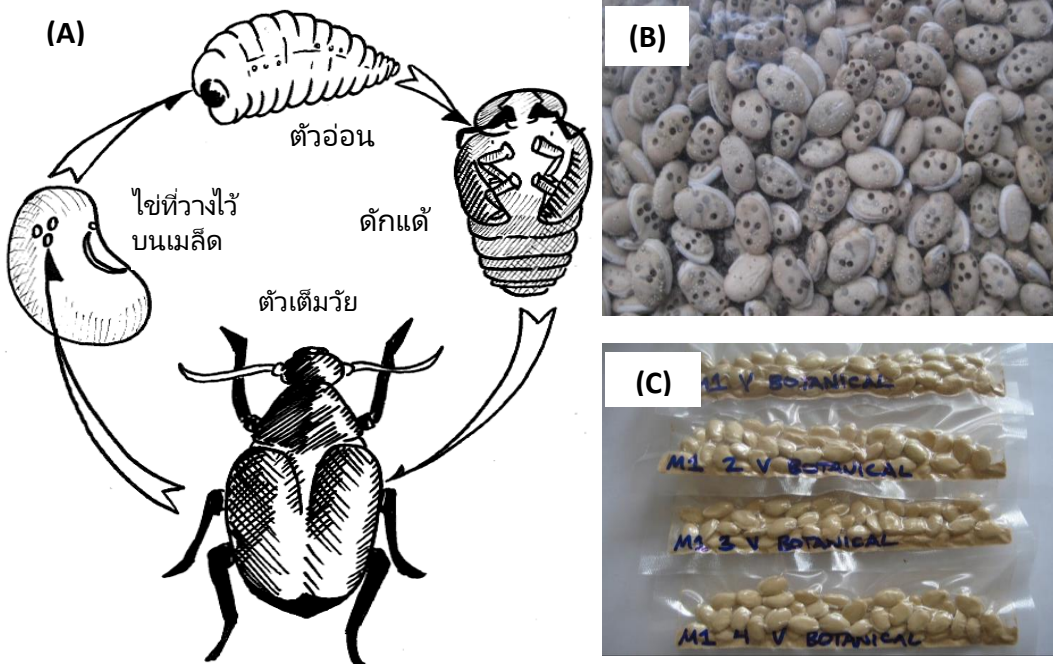 (A)
ตัวอ่อน
ไข่ที่วางไว้
บนเมล็ด
ดักแด้
ตัวเต็มวัย
(B)
(C)
M1 V BOTANICAL
M1 2 V BOTANICAL
M1 3 V BOTANICAL
M1 4 V BOTANICAL